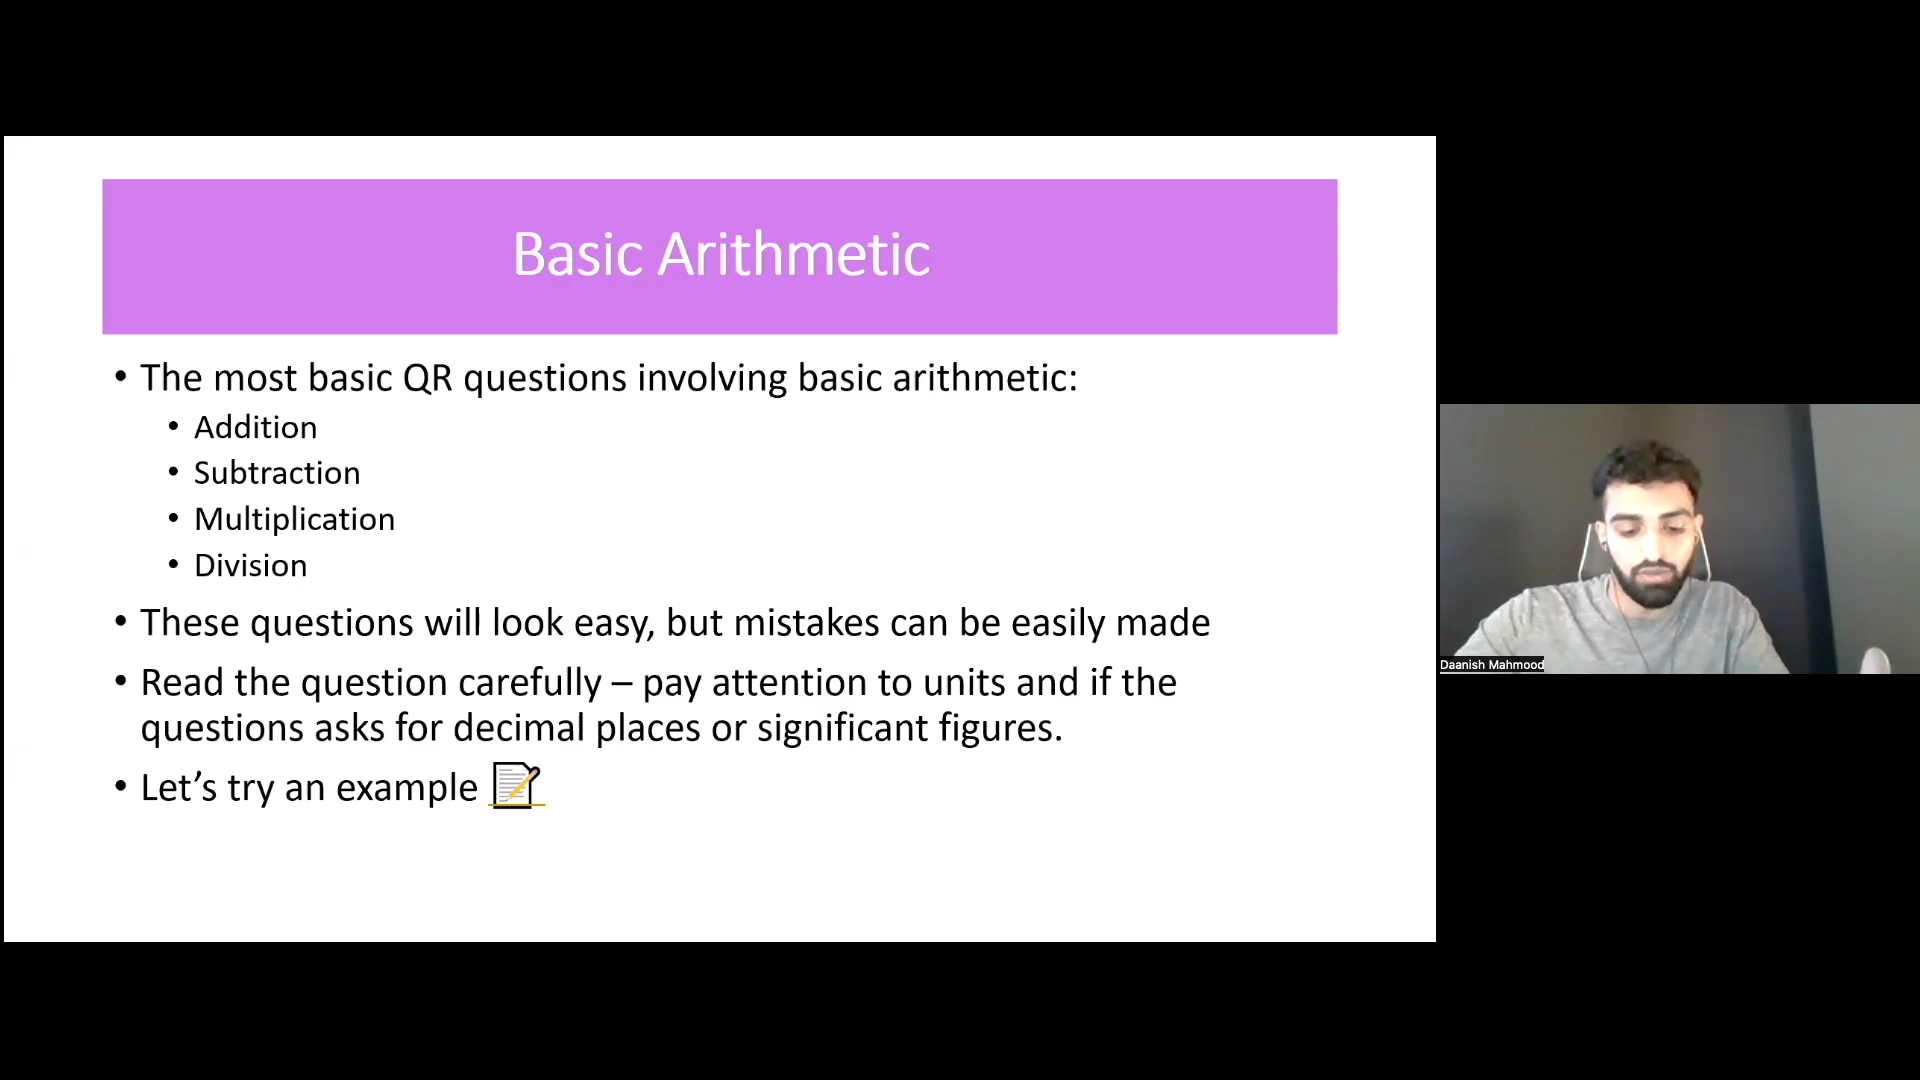 Basic Arithmetic
• The most basic QR questions involving basic arithmetic:
• Addition
• Subtraction
• Multiplication
• Division
• These questions will look easy, but mistakes can be easily made
• Read the question carefully – pay attention to units and if the
questions asks for decimal places or significant figures.
• Let’s try an example 📝
Daanish Mahmood